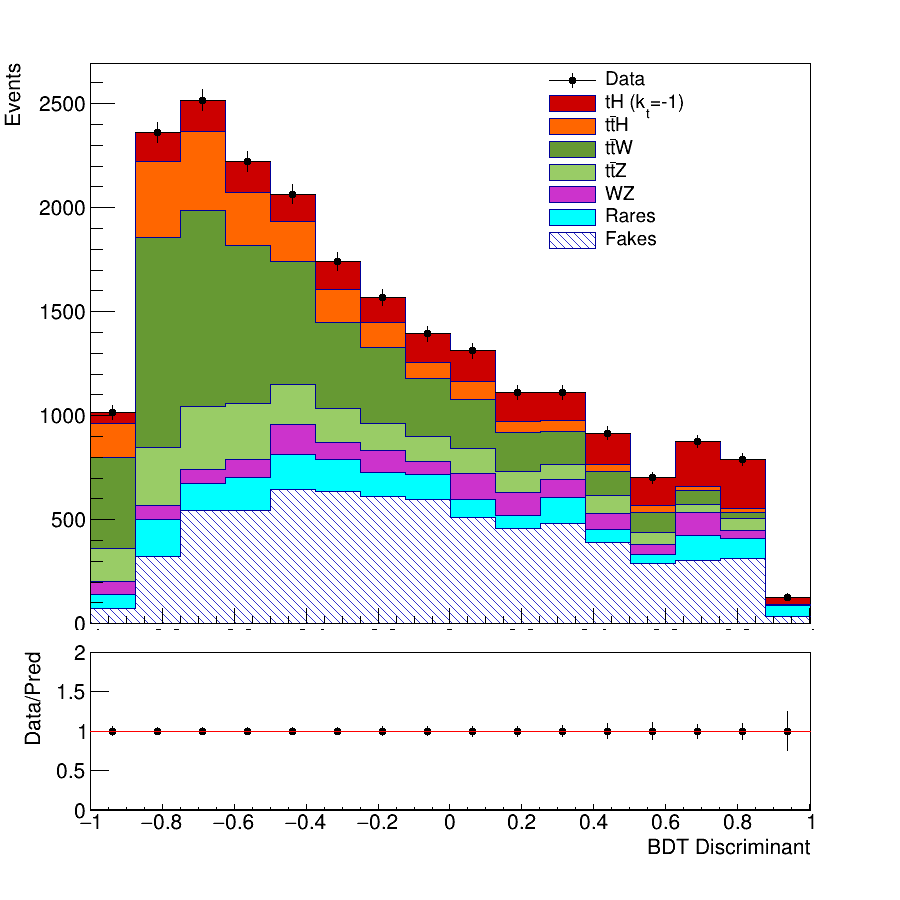 Events
2500
2000
1500
1000
500
0
Data
tH (k_t=-1)
tt̄H
tt̄W
tt̄Z
WZ
Rares
Fakes
Data/Pred
2
1.5
1
0.5
0
−1 −0.8 −0.6 −0.4 −0.2 0 0.2 0.4 0.6 0.8 1
BDT Discriminant